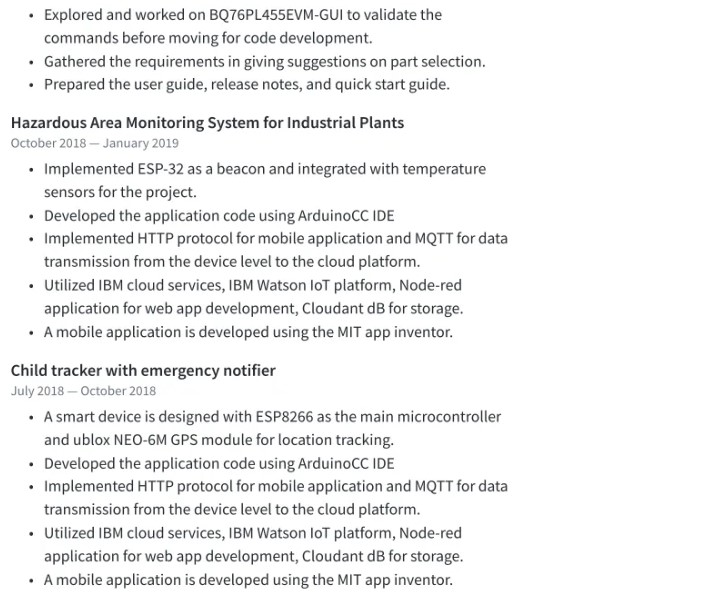 • Explored and worked on BQ76PL455EVM-GUI to validate the
commands before moving for code development.
• Gathered the requirements in giving suggestions on part selection.
• Prepared the user guide, release notes, and quick start guide.
Hazardous Area Monitoring System for Industrial Plants
October 2018 — January 2019
• Implemented ESP-32 as a beacon and integrated with temperature
sensors for the project.
• Developed the application code using ArduinoCC IDE
• Implemented HTTP protocol for mobile application and MQTT for data
transmission from the device level to the cloud platform.
• Utilized IBM cloud services, IBM Watson IoT platform, Node-red
application for web app development, Cloudant dB for storage.
• A mobile application is developed using the MIT app inventor.
Child tracker with emergency notifier
July 2018 — October 2018
• A smart device is designed with ESP8266 as the main microcontroller
and ublox NEO-6M GPS module for location tracking.
• Developed the application code using ArduinoCC IDE
• Implemented HTTP protocol for mobile application and MQTT for data
transmission from the device level to the cloud platform.
• Utilized IBM cloud services, IBM Watson IoT platform, Node-red
application for web app development, Cloudant dB for storage.
• A mobile application is developed using the MIT app inventor.